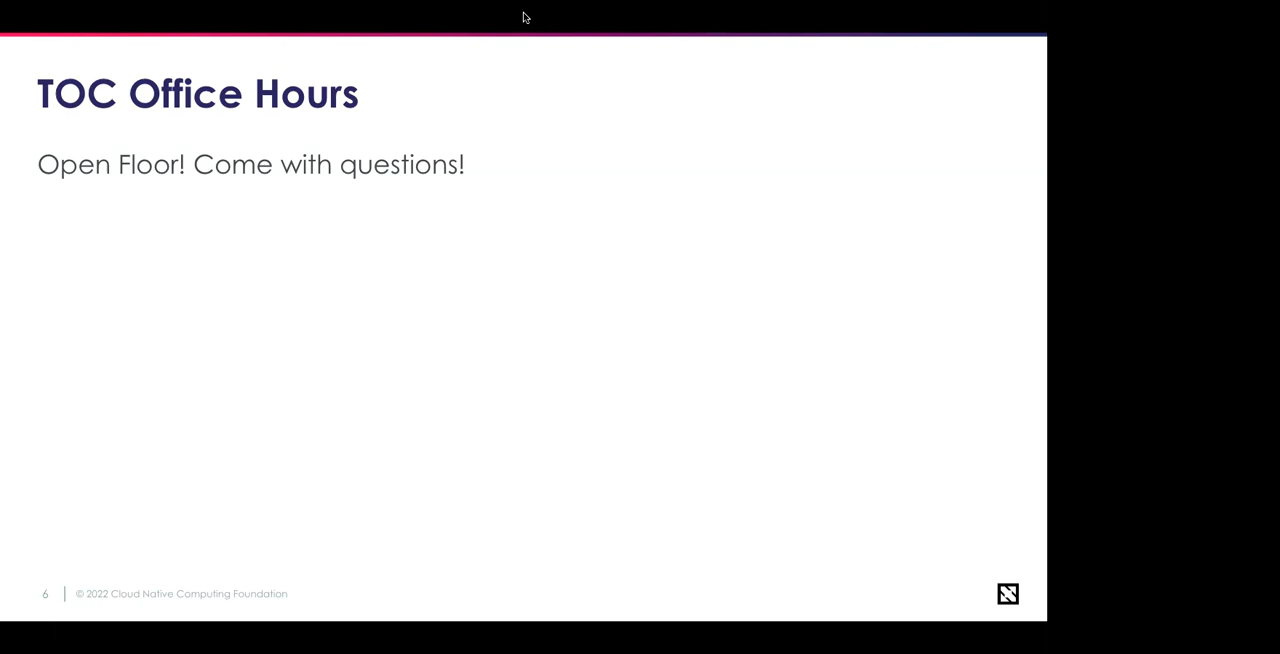 TOC Office Hours
Open Floor! Come with questions!
6
© 2022 Cloud Native Computing Foundation